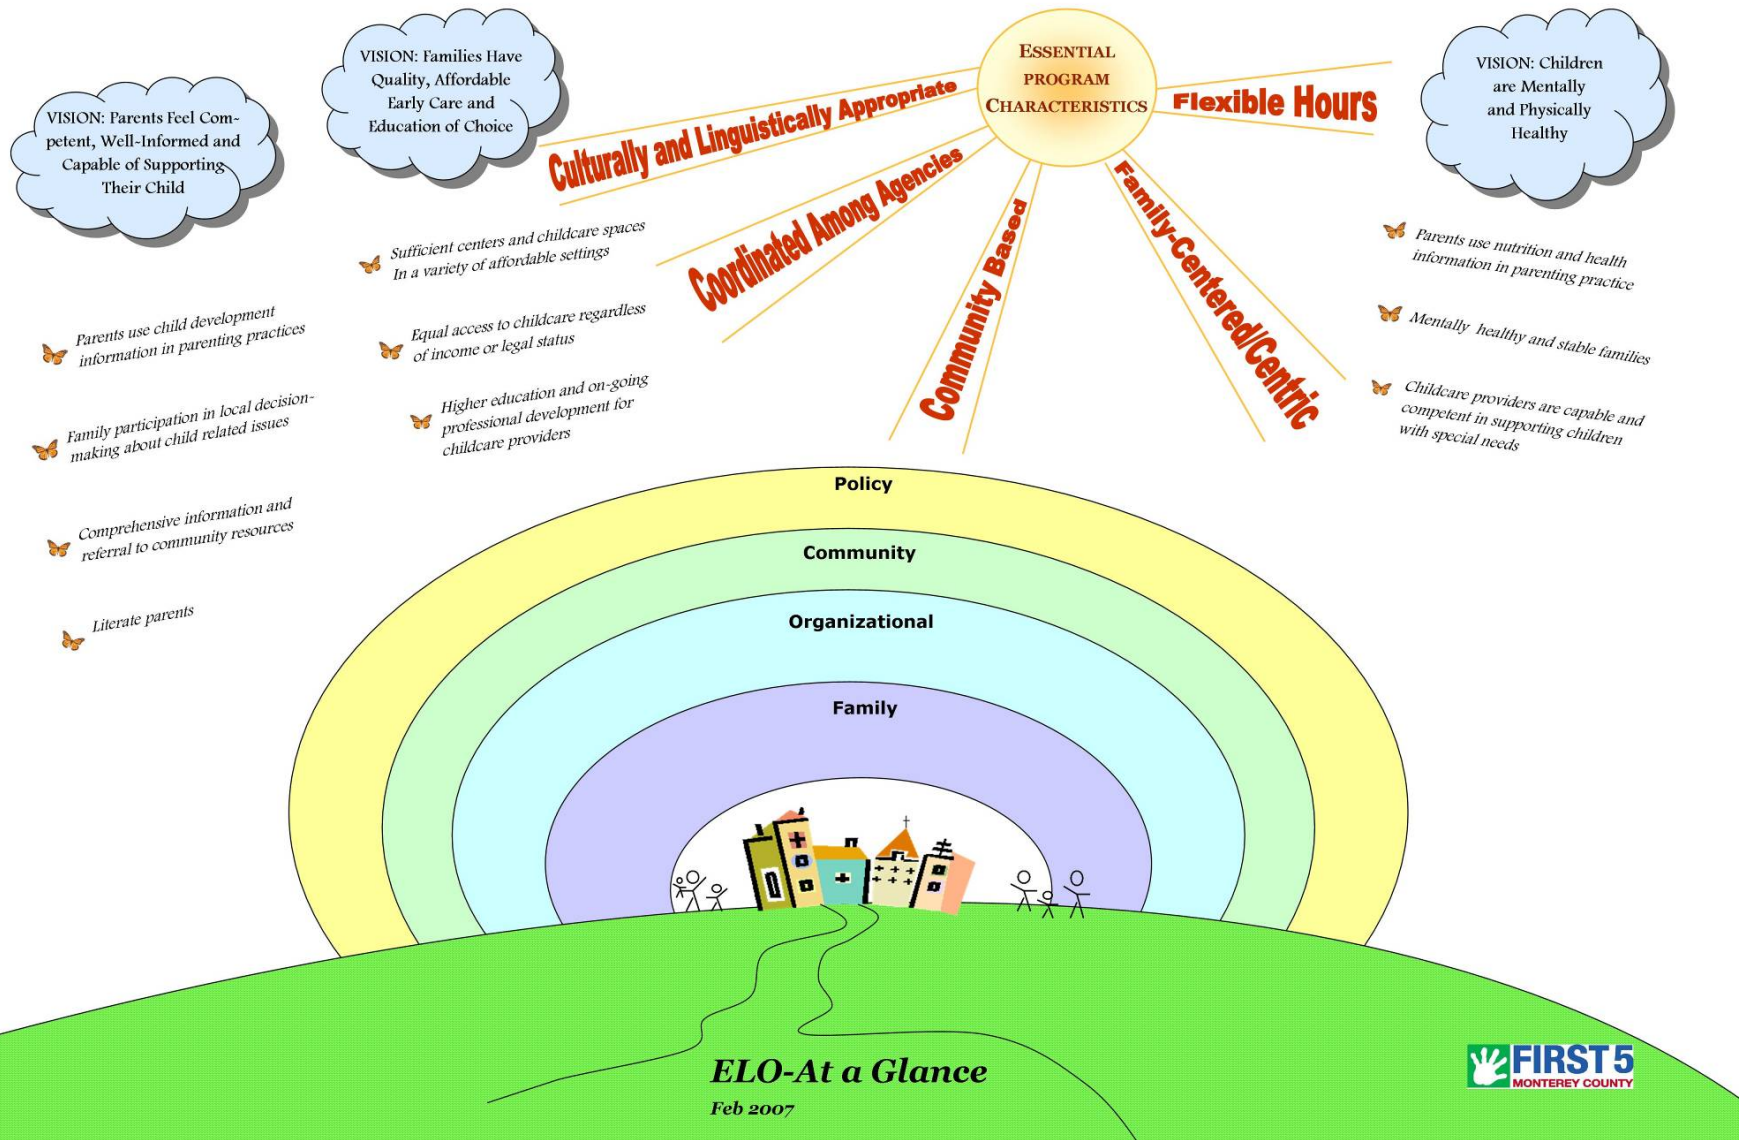 VISION: Parents Feel Com-
petent, Well-Informed and
Capable of Supporting
Their Child
Parents use child development
information in parenting practices
Family participation in local decision-
making about child related issues
Comprehensive information and
referral to community resources
Literate parents
VISION: Families Have
Quality, Affordable
Early Care and
Education of Choice
Sufficient centers and childcare spaces
In a variety of affordable settings
Equal access to childcare regardless
of income or legal status
Higher education and on-going
professional development for
childcare providers
ESSENTIAL
PROGRAM
CHARACTERISTICS
Culturally and Linguistically Appropriate
Coordinated Among Agencies
Community Based
Family-Centered/Centric
Flexible Hours
VISION: Children
are Mentally
and Physically
Healthy
Parents use nutrition and health
information in parenting practice
Mentally healthy and stable families
Childcare providers are capable and
competent in supporting children
with special needs
Policy
Community
Organizational
Family
ELO-At a Glance
Feb 2007
FIRST 5
MONTEREY COUNTY